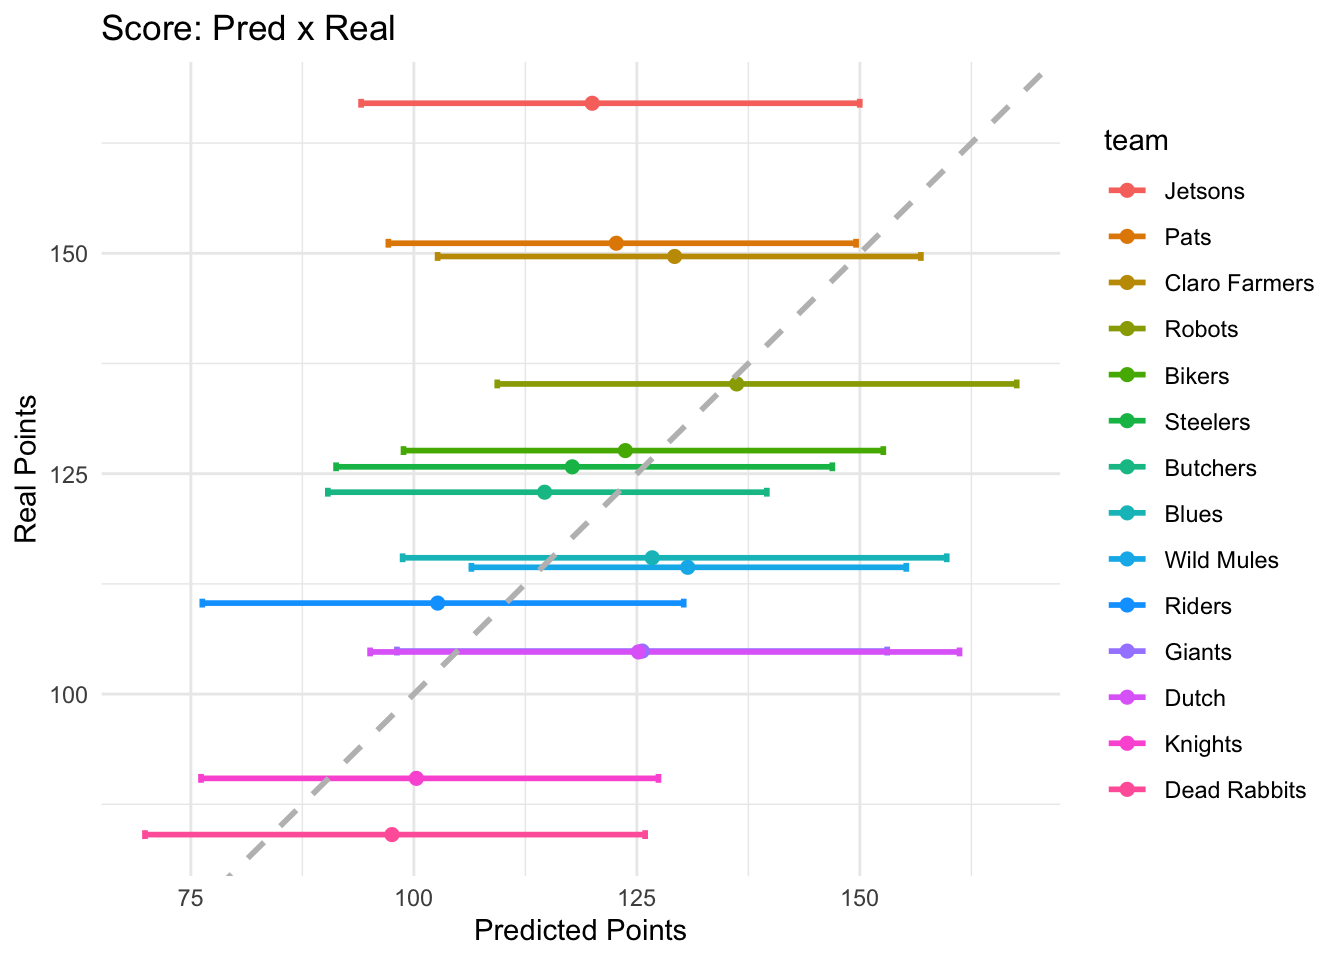 Score: Pred x Real
Real Points
150
125
100
75
100
125
150
Predicted Points
team
Jetsons
Pats
Claro Farmers
Robots
Bikers
Steelers
Butchers
Blues
Wild Mules
Riders
Giants
Dutch
Knights
Dead Rabbits